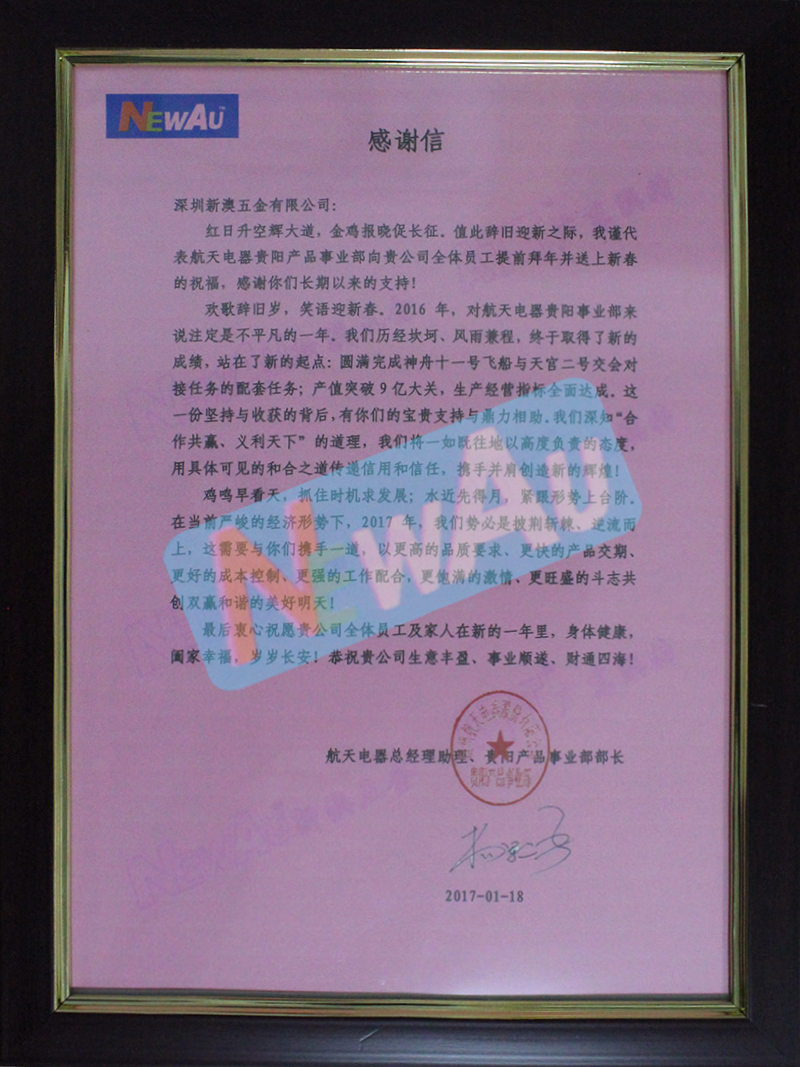 NEWAU™
感谢信
深圳新澳五金有限公司：
红日升空辉大道，金鸡报晓促长征。值此辞旧迎新之际，我谨代
表航天电器贵阳产品事业部向贵公司全体员工提前拜年并送上新春
的祝福，感谢你们长期以来的支持！
欢歌辞旧岁，笑语迎新春。2016 年，对航天电器贵阳事业部来
说注定是不平凡的一年。我们历经坎坷、风雨兼程，终于取得了新的
成绩，站在了新的起点：圆满完成神舟十一号飞船与天宫二号交会对
接任务的配套任务；产值突破 9 亿大关，生产经营指标全面达成。这
一份坚持与收获的背后，有你们的宝贵支持与鼎力相助。我们深知“合
作共赢、义利天下”的道理，我们将一如既往地以高度负责的态度，
用具体可见的和合之道传递信用和信任，携手并肩创造新的辉煌！
鸡鸣早看天，抓住时机求发展；水近先得月，紧跟形势上台阶。
在当前严峻的经济形势下，2017 年，我们势必是披荆斩棘、逆流而
上，这需要与你们携手一道，以更高的品质要求、更快的产品交期、
更好的成本控制、更强的工作配合，更饱满的激情、更旺盛的斗志共
创双赢和谐的美好明天！
最后衷心祝愿贵公司全体员工及家人在新的一年里，身体健康，
阖家幸福，岁岁长安！恭祝贵公司生意丰盈、事业顺遂、财通四海！
NEWAU
航天电器总经理助理、贵阳产品事业部部长
贵阳产品事业部
2017-01-18